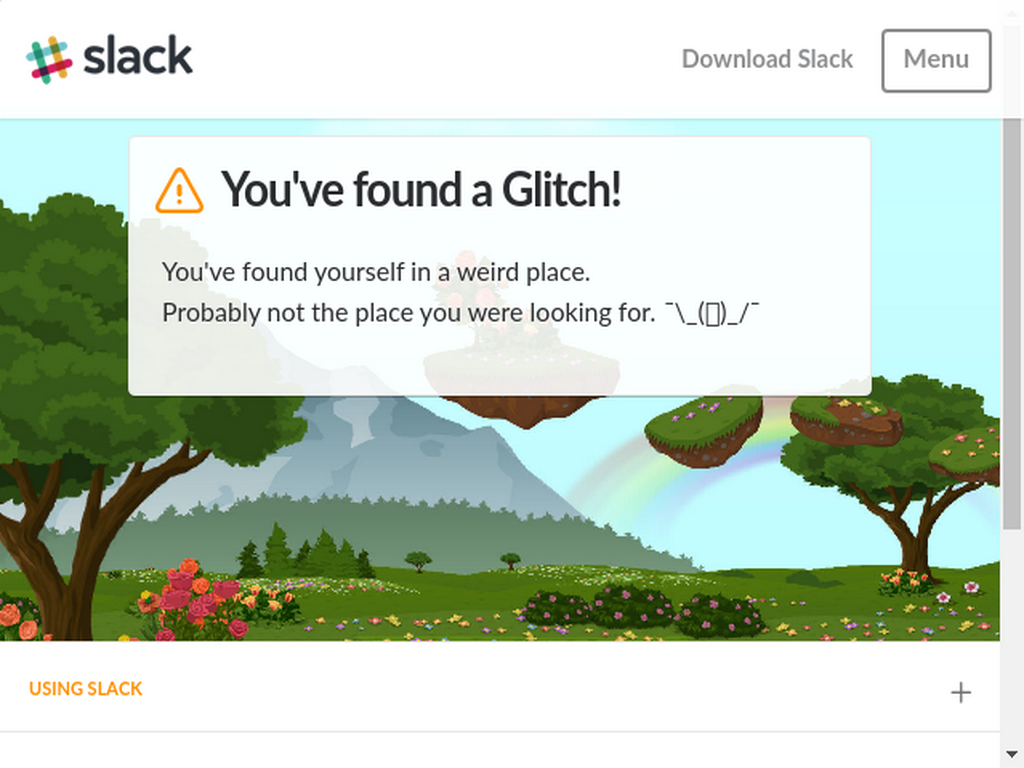 slack
Download Slack
Menu
You've found a Glitch!
You've found yourself in a weird place.
Probably not the place you were looking for. ¯\_(▯)_/¯
USING SLACK